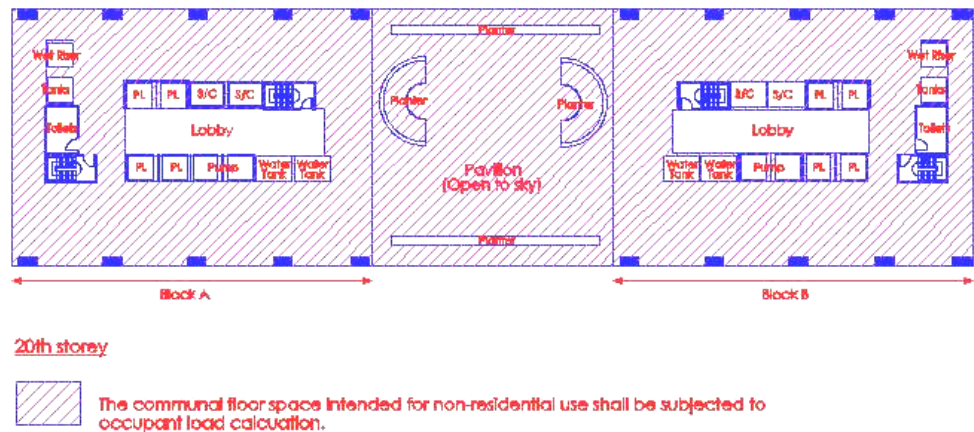 Planter
Wet Riser
Wet Riser
Tanks
PL PL S/C S/C
Planter
Planter
S/C S/C PL PL
Tanks
Toilets
Lobby
Lobby
Toilets
PL PL Pump Water Tank Water Tank
Pavilion
(Open to sky)
Water Tank Water Tank Pump PL PL
Planter
Block A
Block B
20th storey
The communal floor space intended for non-residential use shall be subjected to
occupant load calcuation.